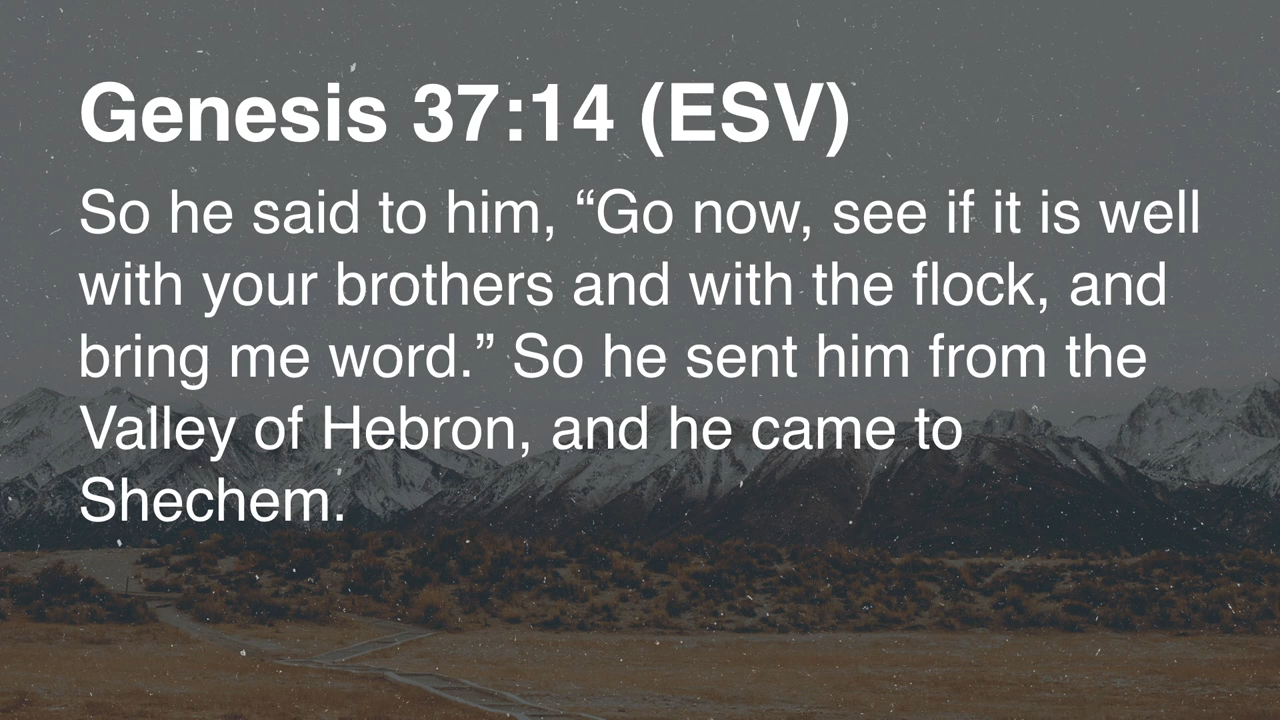 Genesis 37:14 (ESV)
So he said to him, “Go now, see if it is well
with your brothers and with the flock, and
bring me word.” So he sent him from the
Valley of Hebron, and he came to
Shechem.